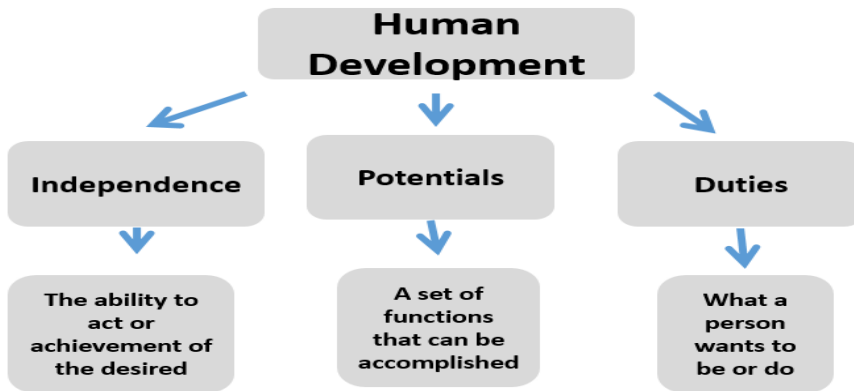 Human
Development
Independence
Potentials
Duties
The ability to
act or
achievement of
the desired
A set of
functions
that can be
accomplished
What a
person
wants to
be or do